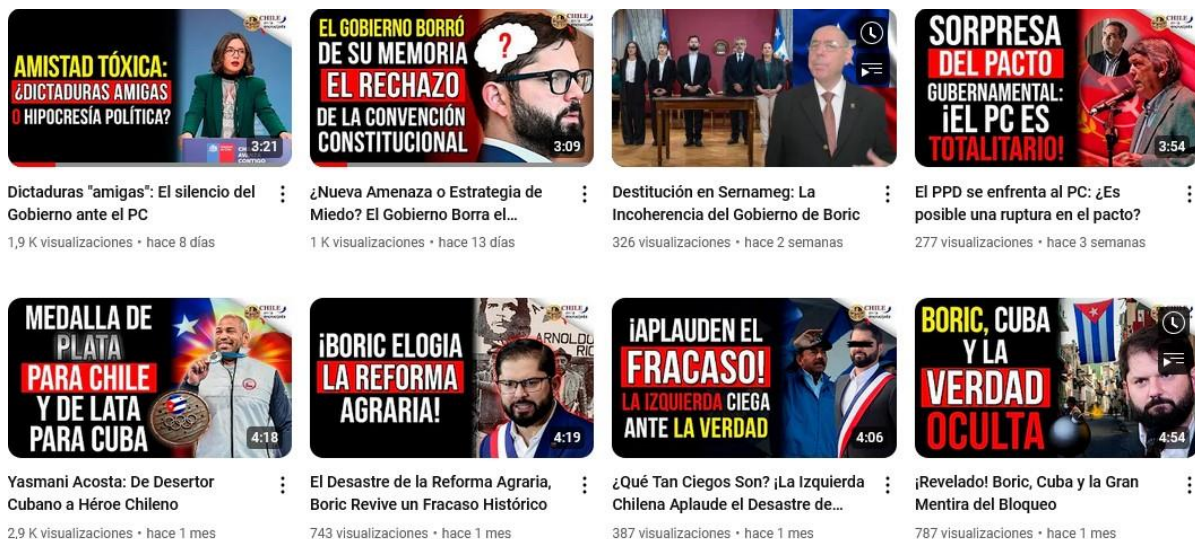 AMISTAD TÓXICA:
¿DICTADURAS AMIGAS
O HIPOCRESÍA POLÍTICA?
CHILE
3:21
Dictaduras "amigas": El silencio del
Gobierno ante el PC
1,9 K visualizaciones • hace 8 días
EL GOBIERNO BORRÓ
DE SU MEMORIA
EL RECHAZO
DE LA CONVENCIÓN
CONSTITUCIONAL
?
CHILE
3:09
¿Nueva Amenaza o Estrategia de
Miedo? El Gobierno Borra el...
1 K visualizaciones • hace 13 días
Destitución en Sernameg: La
Incoherencia del Gobierno de Boric
326 visualizaciones • hace 2 semanas
SORPRESA
DEL PACTO
GUBERNAMENTAL:
¡EL PC ES
TOTALITARIO!
CHILE
3:54
El PPD se enfrenta al PC: ¿Es
posible una ruptura en el pacto?
277 visualizaciones • hace 3 semanas
MEDALLA DE
PLATA
PARA CHILE
Y DE LATA
PARA CUBA
CHILE
4:18
Yasmani Acosta: De Desertor
Cubano a Héroe Chileno
2,9 K visualizaciones • hace 1 mes
¡BORIC ELOGIA
LA REFORMA
AGRARIA!
CHILE
ARNOLDO
RIC
4:19
El Desastre de la Reforma Agraria,
Boric Revive un Fracaso Histórico
743 visualizaciones • hace 1 mes
¡APLAUDEN EL
FRACASO!
LA IZQUIERDA CIEGA
ANTE LA VERDAD
CHILE
4:06
¿Qué Tan Ciegos Son? ¡La Izquierda
Chilena Aplaude el Desastre de...
387 visualizaciones • hace 1 mes
BORIC, CUBA
Y LA
VERDAD
OCULTA
4:54
¡Revelado! Boric, Cuba y la Gran
Mentira del Bloqueo
787 visualizaciones • hace 1 mes